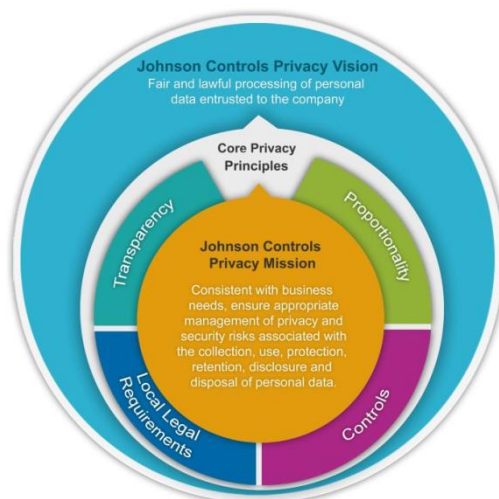 Johnson Controls Privacy Vision
Fair and lawful processing of personal
data entrusted to the company
Core Privacy
Principles
Transparency
Proportionality
Johnson Controls
Privacy Mission
Consistent with business
needs, ensure appropriate
management of privacy and
security risks associated with
the collection, use, protection,
retention, disclosure and
disposal of personal data.
Local Legal
Requirements
Controls